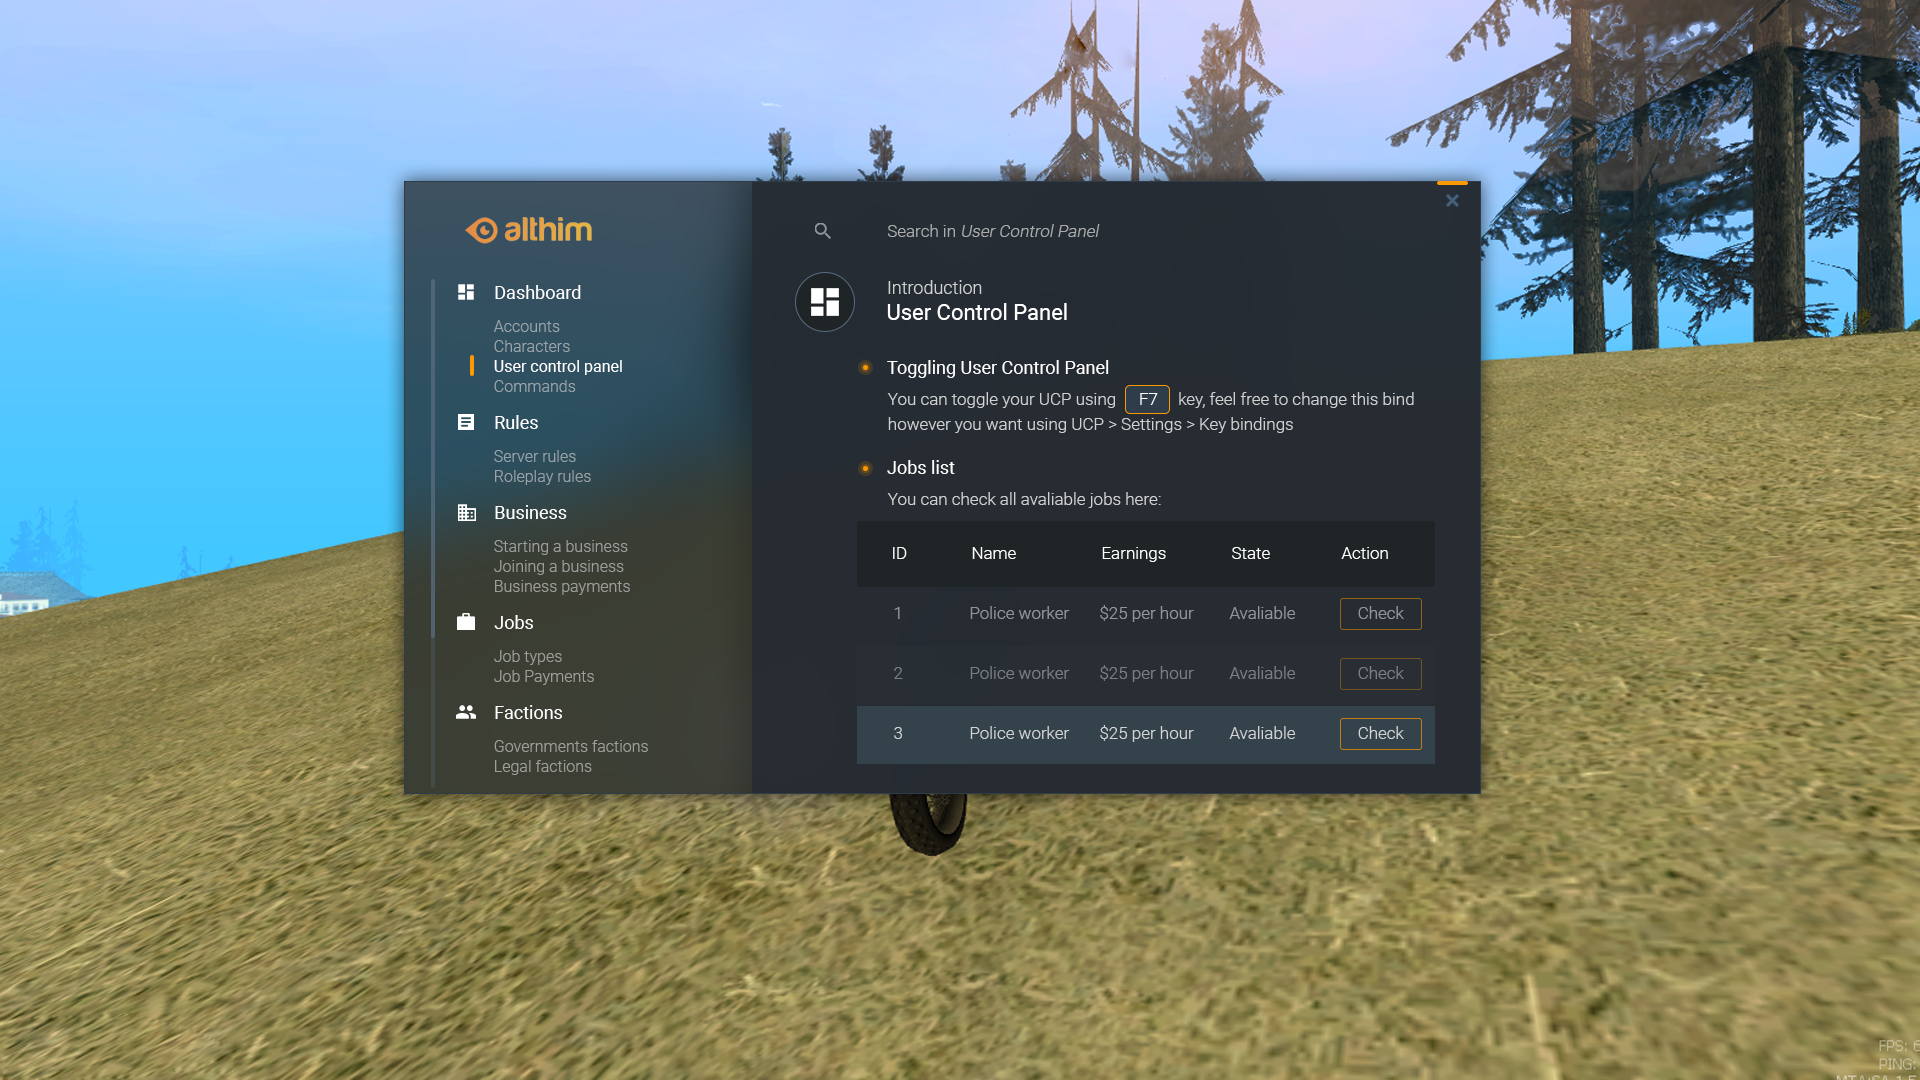 althim
Dashboard
Accounts
Characters
User control panel
Commands
Rules
Server rules
Roleplay rules
Business
Starting a business
Joining a business
Business payments
Jobs
Job types
Job Payments
Factions
Governments factions
Legal factions
Search in User Control Panel
Introduction
User Control Panel
Toggling User Control Panel
You can toggle your UCP using F7 key, feel free to change this bind
however you want using UCP > Settings > Key bindings
Jobs list
You can check all avaliable jobs here:
ID Name Earnings State Action
1 Police worker $25 per hour Avaliable Check
2 Police worker $25 per hour Avaliable Check
3 Police worker $25 per hour Avaliable Check
FPS:
PING: